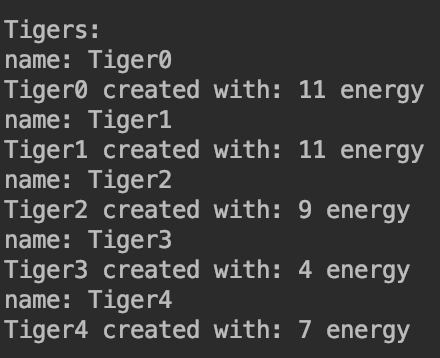 Tigers:
name: Tiger0
Tiger0 created with: 11 energy
name: Tiger1
Tiger1 created with: 11 energy
name: Tiger2
Tiger2 created with: 9 energy
name: Tiger3
Tiger3 created with: 4 energy
name: Tiger4
Tiger4 created with: 7 energy